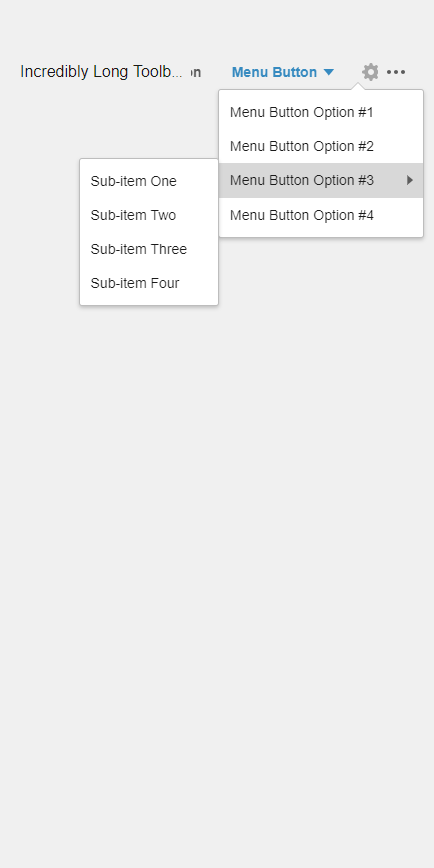 Incredibly Long Toolb... on Menu Button
Menu Button Option #1
Menu Button Option #2
Menu Button Option #3
Menu Button Option #4
Sub-item One
Sub-item Two
Sub-item Three
Sub-item Four